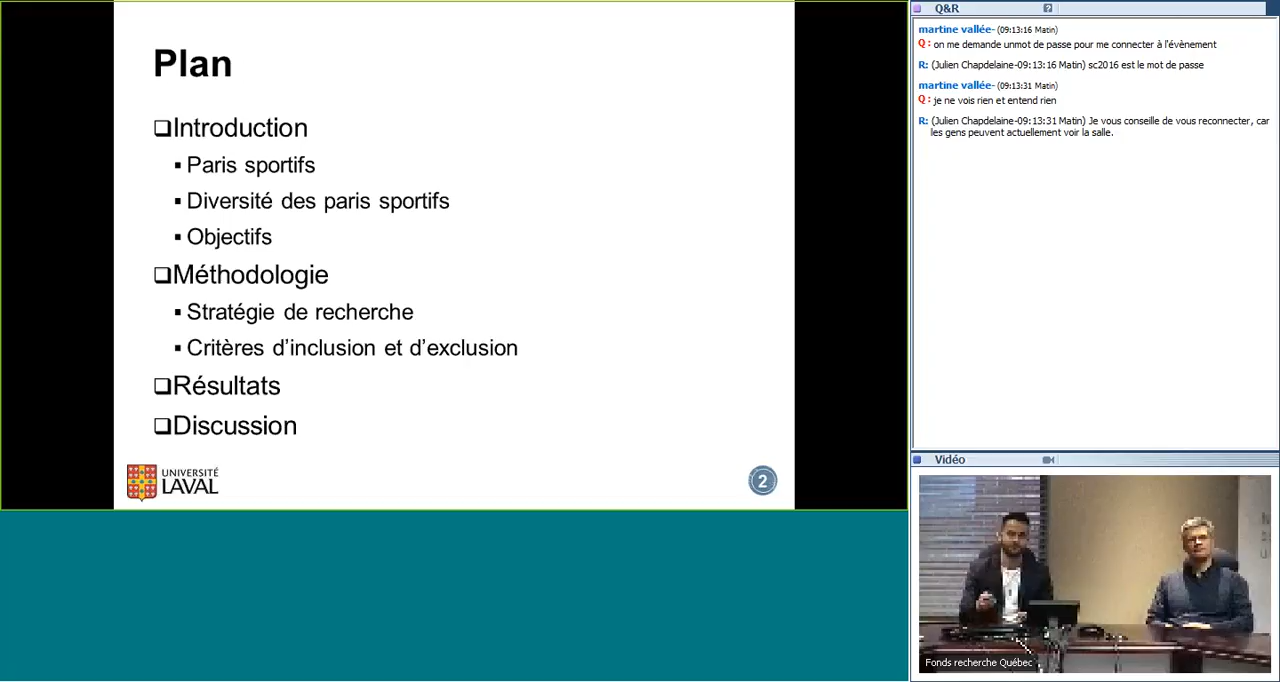 Plan
❑Introduction
▪ Paris sportifs
▪ Diversité des paris sportifs
▪ Objectifs
❑Méthodologie
▪ Stratégie de recherche
▪ Critères d’inclusion et d’exclusion
❑Résultats
❑Discussion
UNIVERSITÉ
LAVAL
2
Q&R
martine vallée- (09:13:16 Matin)
Q : on me demande unmot de passe pour me connecter à l'évènement
R: (Julien Chapdelaine-09:13:16 Matin) sc2016 est le mot de passe
martine vallée- (09:13:31 Matin)
Q : je ne vois rien et entend rien
R: (Julien Chapdelaine-09:13:31 Matin) Je vous conseille de vous reconnecter, car
les gens peuvent actuellement voir la salle.
Vidéo
Fonds recherche Québec